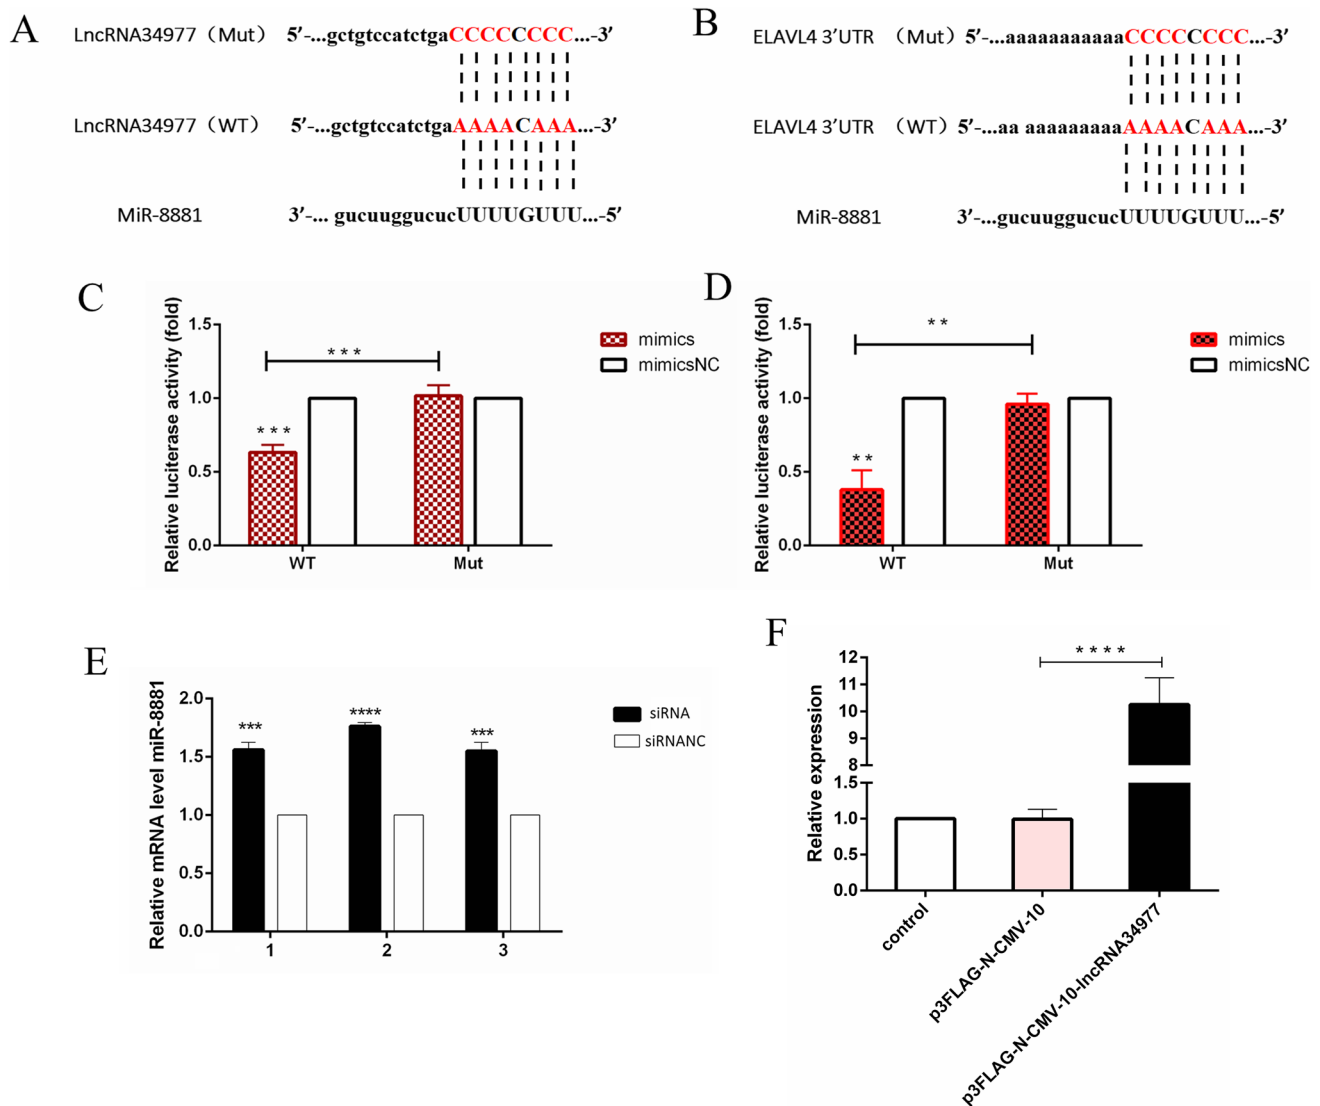 A
LncRNA34977（Mut） 5′-...gctgtccatctgaCCCCCCCC...-3′
LncRNA34977（WT） 5′-...gctgtccatctgaAAAACAAA...-3′
MiR-8881 3′-... gucuuggucucUUUUGUUU...-5′
B
ELAVL4 3′UTR （Mut）5′-...aaaaaaaaaaaCCCCCCCC...-3′
ELAVL4 3′UTR （WT）5′-...aa aaaaaaaaaAAAACAAA...-3′
MiR-8881 3′-...gucuuggucucUUUUGUUU...-5′
C
Relative luciterase activity (fold)
1.5
1.0
0.5
0.0
***
***
WT
Mut
mimics
mimicsNC
D
Relative luciterase activity (fold)
1.5
1.0
0.5
0.0
**
**
WT
Mut
mimics
mimicsNC
E
Relative mRNA level miR-8881
2.0
1.5
1.0
0.5
0.0
***
****
***
1
2
3
siRNA
siRNANC
F
Relative expression
12
11
10
9
8
1.5
1.0
0.5
0.0
****
control
p3FLAG-N-CMV-10
p3FLAG-N-CMV-10-lncRNA34977